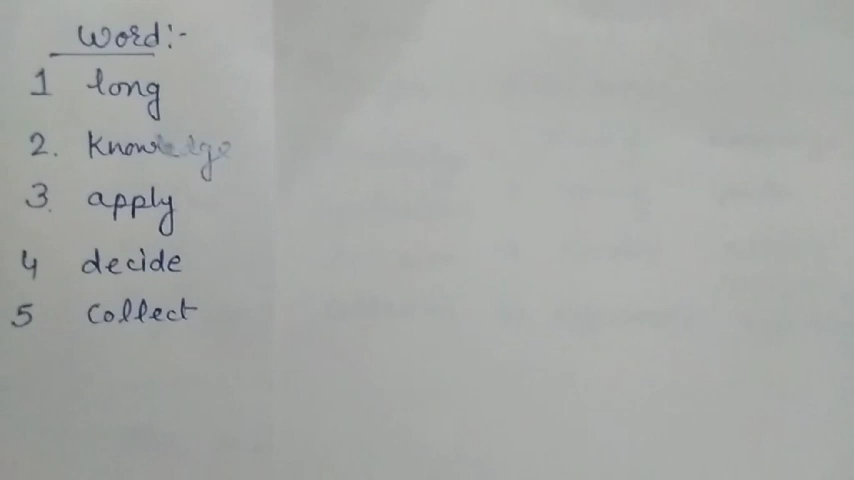 Word:-
1 long
2. Knowledge
3. apply
4 decide
5 Collect